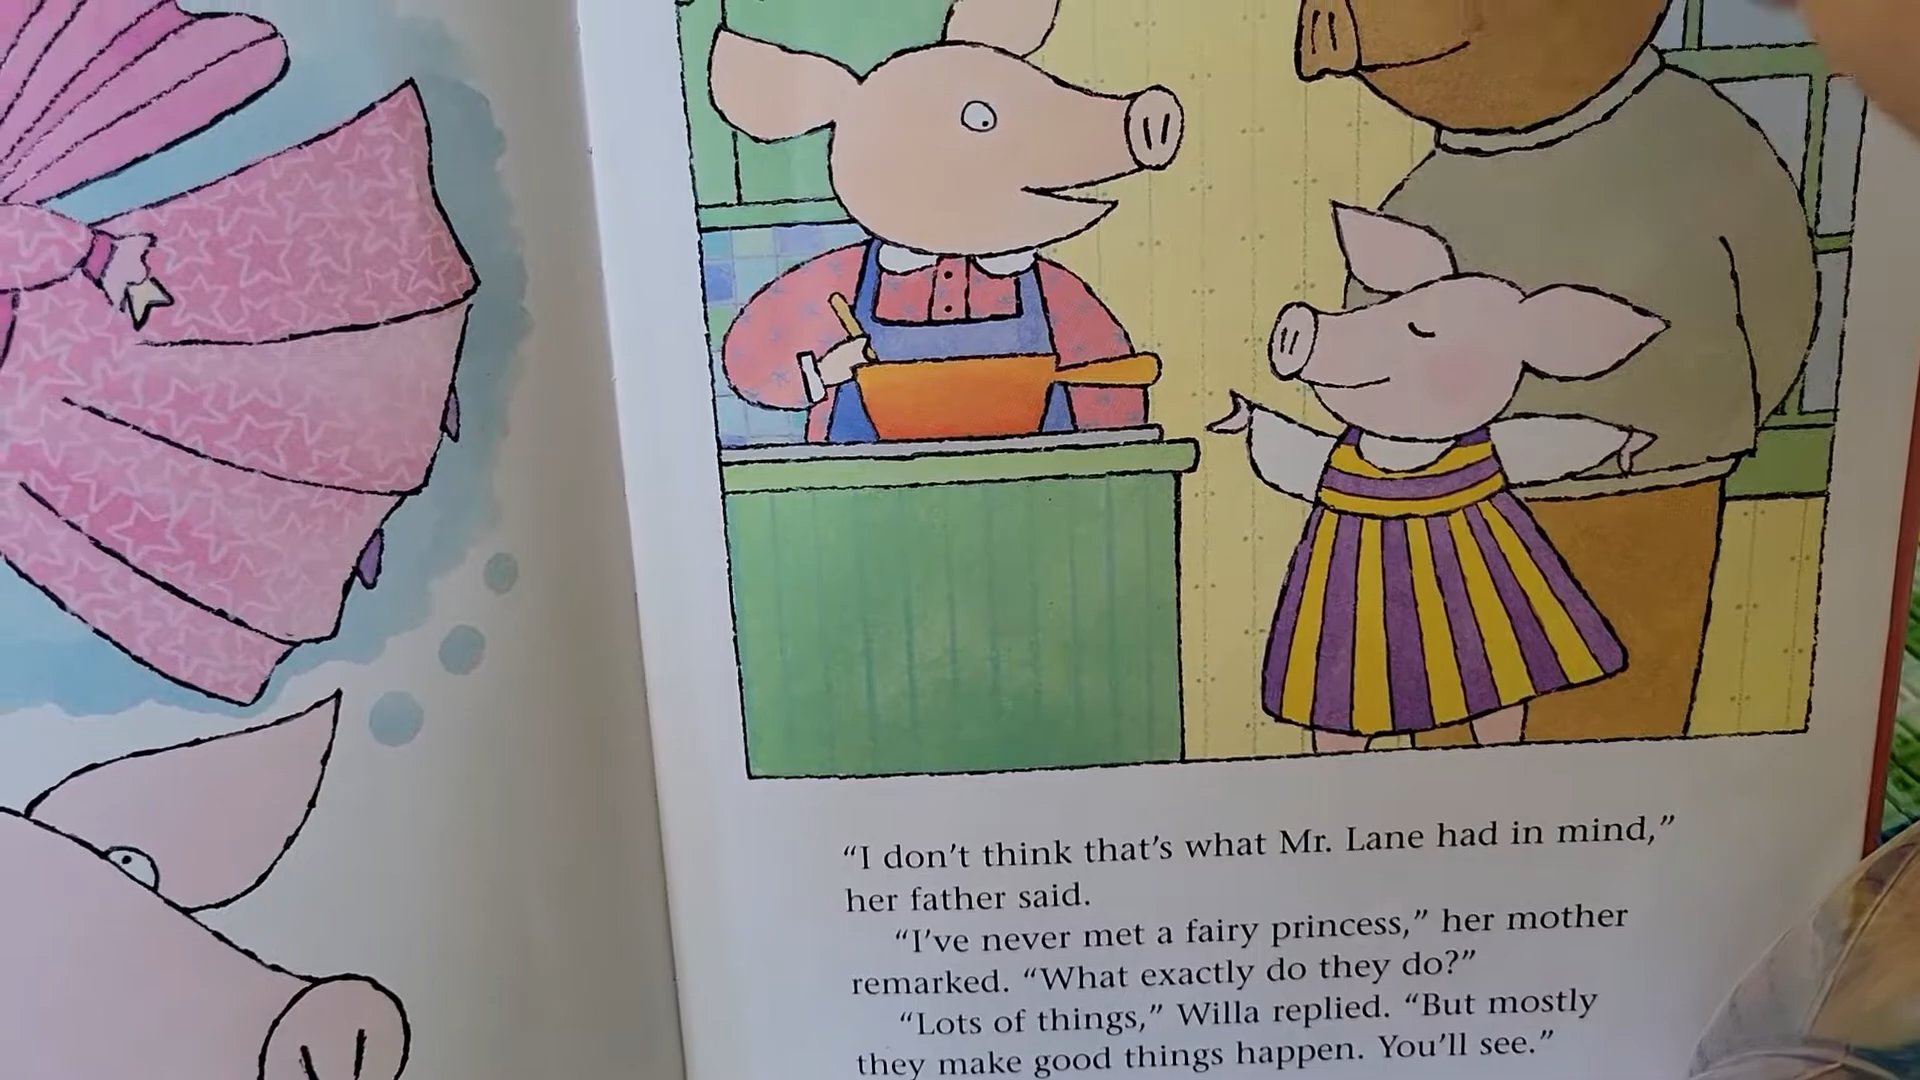 “I don’t think that’s what Mr. Lane had in mind,”
her father said.
“I’ve never met a fairy princess,” her mother
remarked. “What exactly do they do?”
“Lots of things,” Willa replied. “But mostly
they make good things happen. You’ll see.”